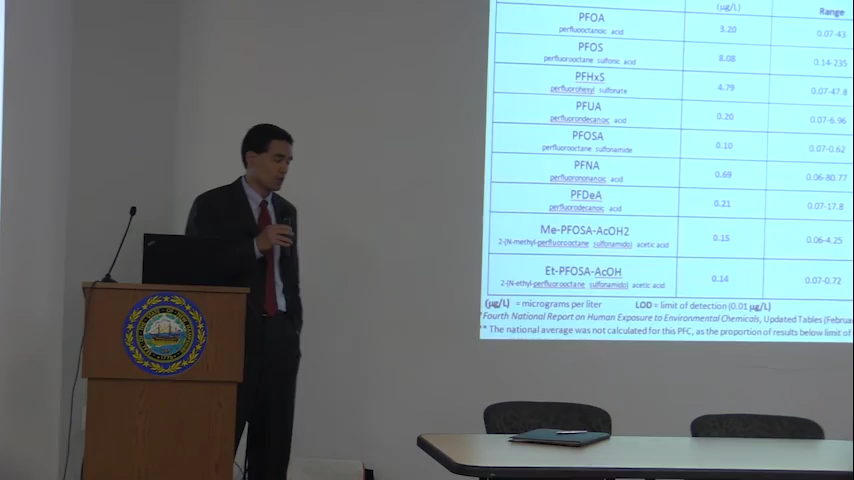 (µg/L)
Range
PFOA
perfluooctanoic acid
3.20
0.07-43
PFOS
perfluorooctane sulfonic acid
8.08
0.14-235
PFHxS
perfluorohexyl sulfonate
4.79
0.07-47.8
PFUA
perfluorondecanoic acid
0.20
0.07-6.96
PFOSA
perfluorooctane sulfonamide
0.10
0.07-0.62
PFNA
perfluorononanoic acid
0.69
0.06-80.77
PFDeA
perfluorodecanoic acid
0.21
0.07-17.8
Me-PFOSA-AcOH2
2-(N-methyl-perfluorooctane sulfonamido) acetic acid
0.15
0.06-4.25
Et-PFOSA-AcOH
2-(N-ethyl-perfluorooctane sulfonamido) acetic acid
0.14
0.07-0.72
(µg/L) = micrograms per liter LOD = limit of detection (0.01 µg/L)
*Fourth National Report on Human Exposure to Environmental Chemicals, Updated Tables (Februa
** The national average was not calculated for this PFC, as the proportion of results below limit of